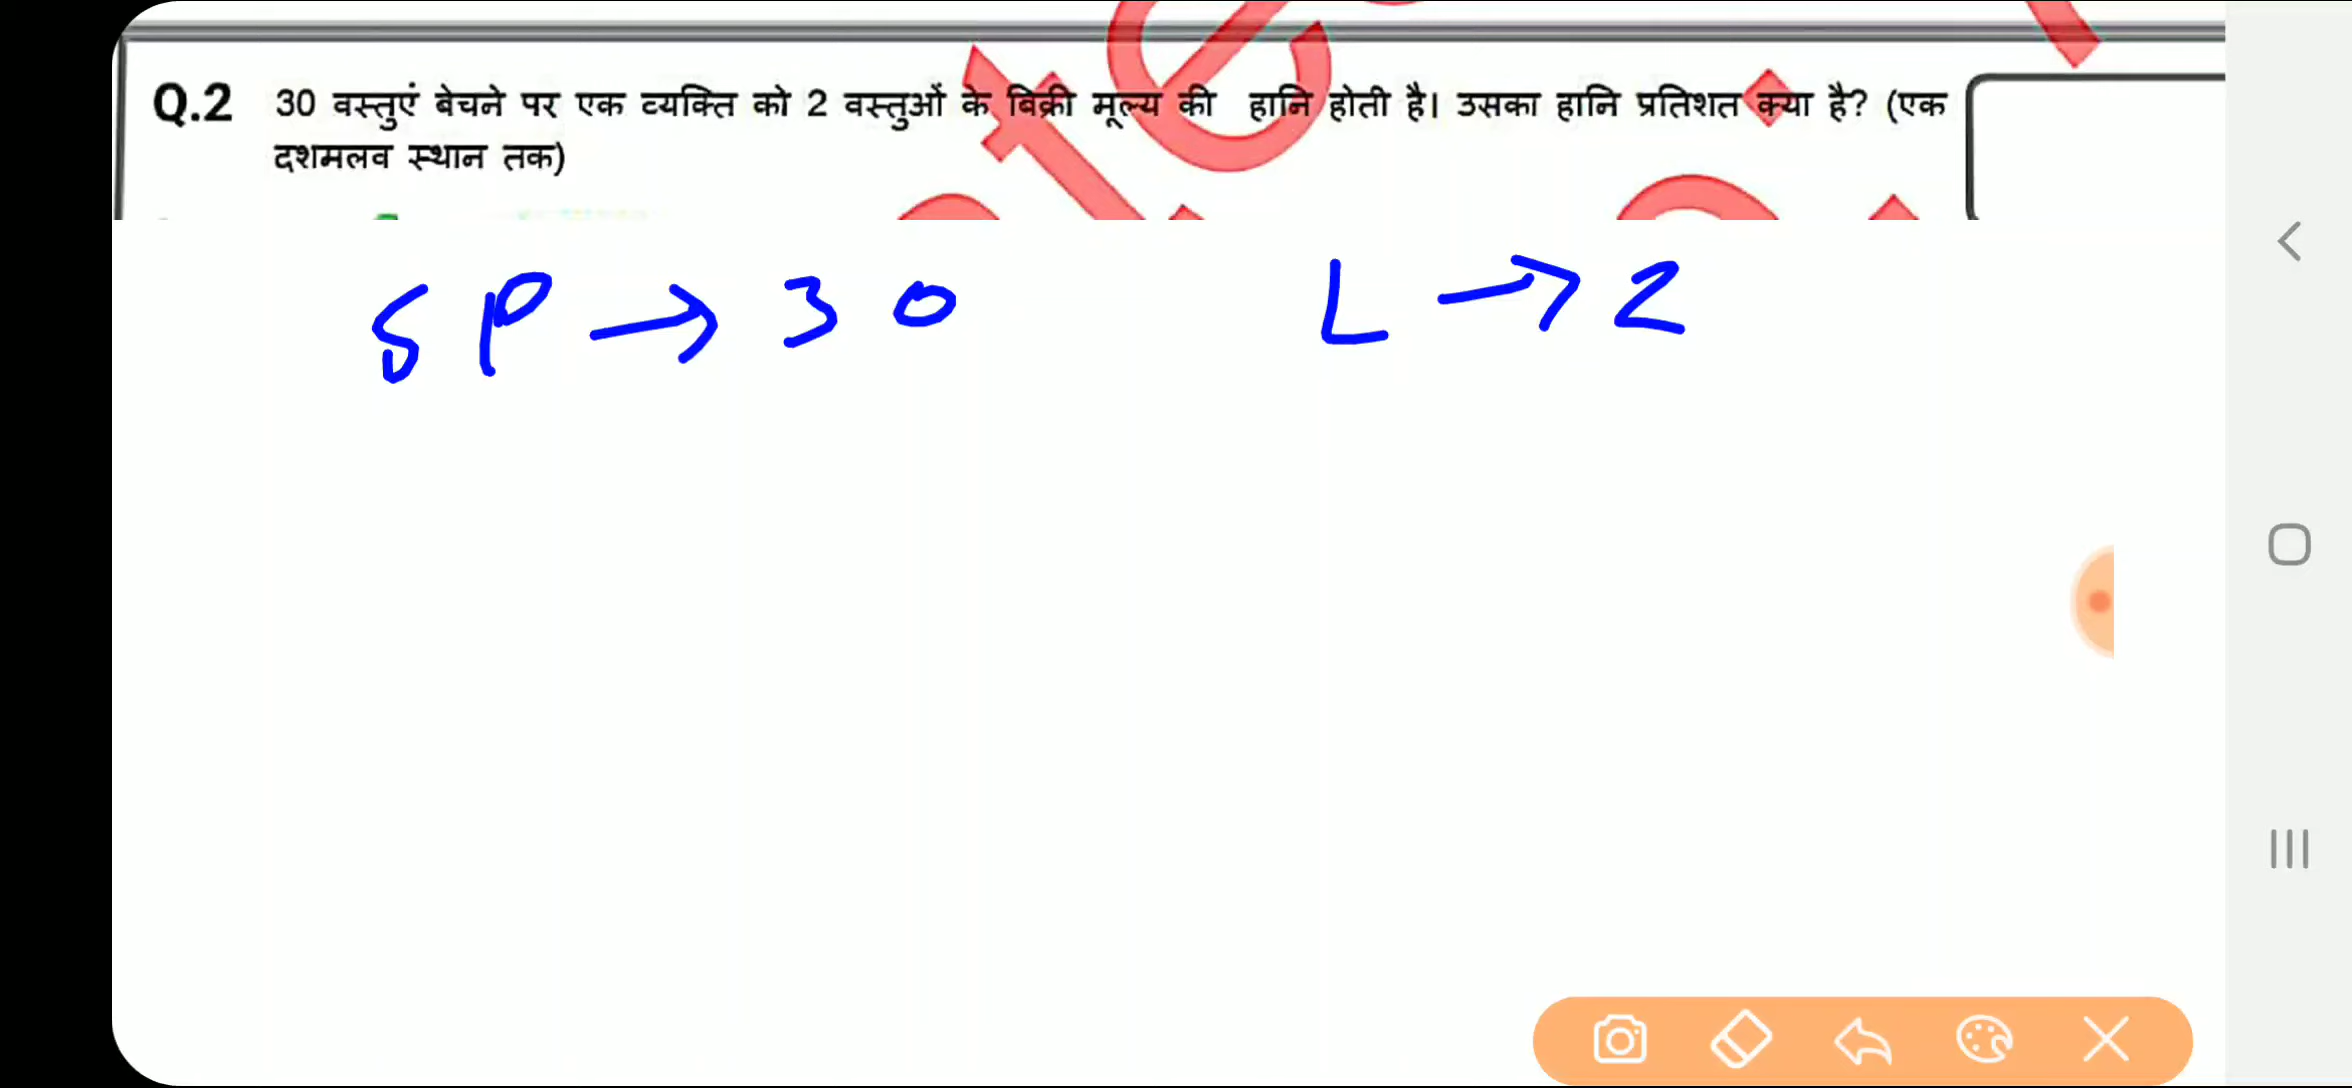 Q.2 30 वस्तुएं बेचने पर एक व्यक्ति को 2 वस्तुओं के बिक्री मूल्य की हानि होती है। उसका हानि प्रतिशत क्या है? (एक
दशमलव स्थान तक)
SP → 30 L → 2